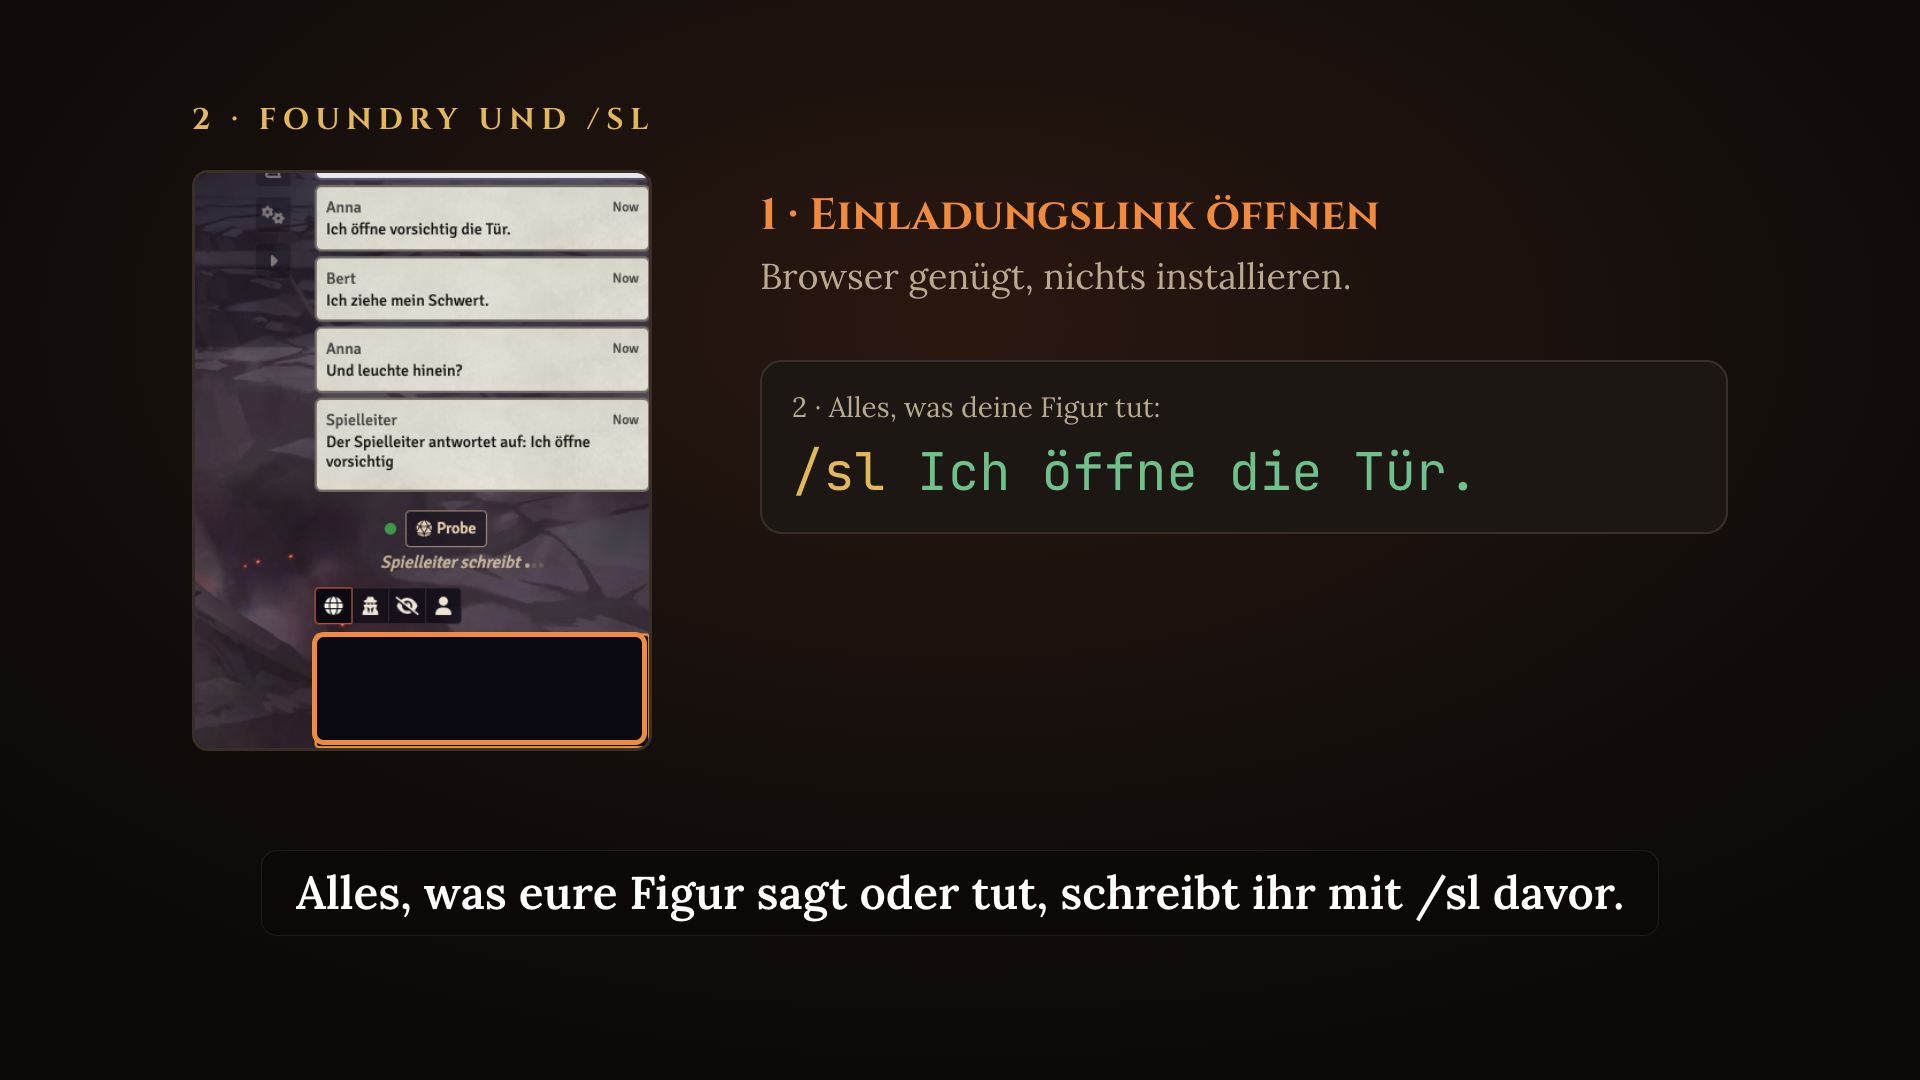 2 · FOUNDRY UND /SL
Anna Now
Ich öffne vorsichtig die Tür.
Bert Now
Ich ziehe mein Schwert.
Anna Now
Und leuchte hinein?
Spielleiter Now
Der Spielleiter antwortet auf: Ich öffne
vorsichtig
Probe
Spielleiter schreibt ...
1 · EINLADUNGSLINK ÖFFNEN
Browser genügt, nichts installieren.
2 · Alles, was deine Figur tut:
/sl Ich öffne die Tür.
Alles, was eure Figur sagt oder tut, schreibt ihr mit /sl davor.